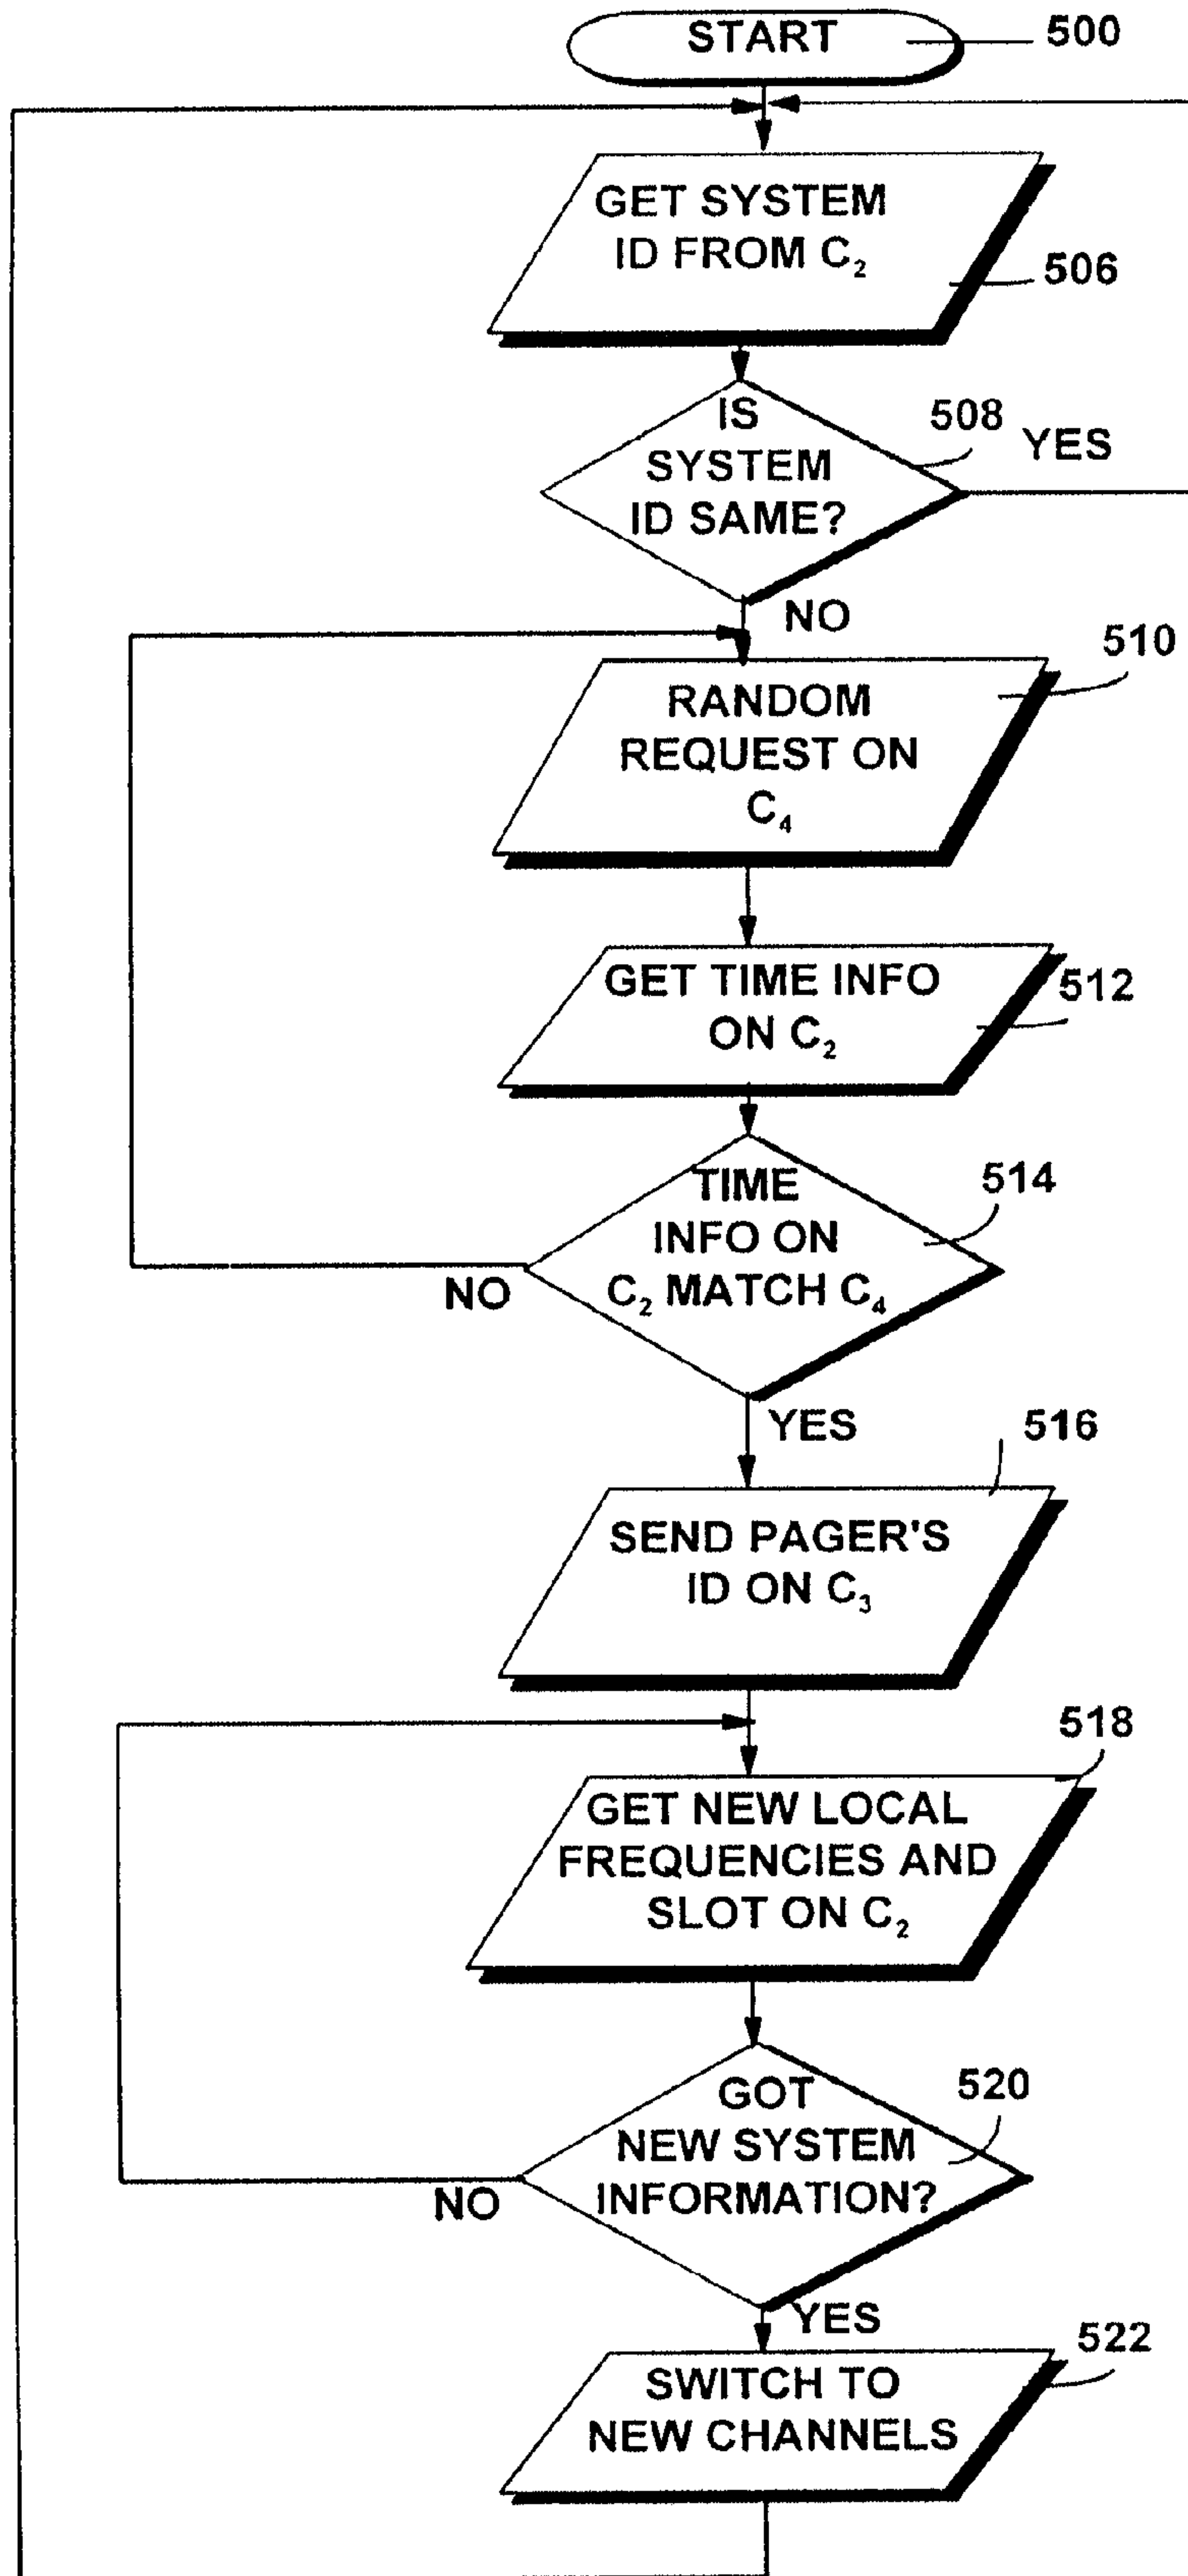 START
500
GET SYSTEM
ID FROM C₂
506
IS
SYSTEM
ID SAME?
508
YES
NO
510
RANDOM
REQUEST ON
C₄
GET TIME INFO
ON C₂
512
TIME
INFO ON
C₂ MATCH C₄
514
NO
YES
516
SEND PAGER'S
ID ON C₃
518
GET NEW LOCAL
FREQUENCIES AND
SLOT ON C₂
GOT
NEW SYSTEM
INFORMATION?
520
NO
YES
522
SWITCH TO
NEW CHANNELS